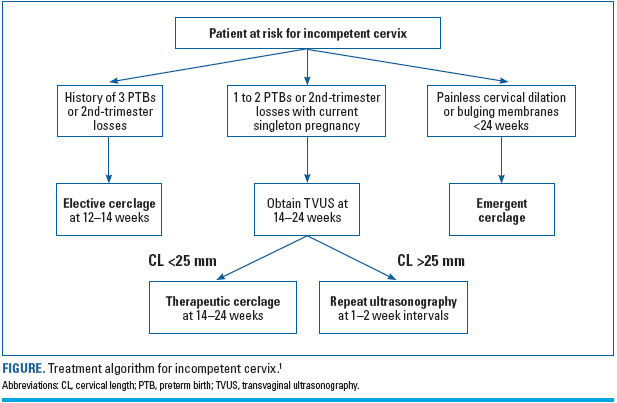 Patient at risk for incompetent cervix
History of 3 PTBs
or 2nd-trimester
losses
1 to 2 PTBs or 2nd-trimester
losses with current
singleton pregnancy
Painless cervical dilation
or bulging membranes
<24 weeks
Elective cerclage
at 12–14 weeks
Obtain TVUS at
14–24 weeks
Emergent
cerclage
CL <25 mm
CL >25 mm
Therapeutic cerclage
at 14–24 weeks
Repeat ultrasonography
at 1–2 week intervals
FIGURE. Treatment algorithm for incompetent cervix.¹
Abbreviations: CL, cervical length; PTB, preterm birth; TVUS, transvaginal ultrasonography.